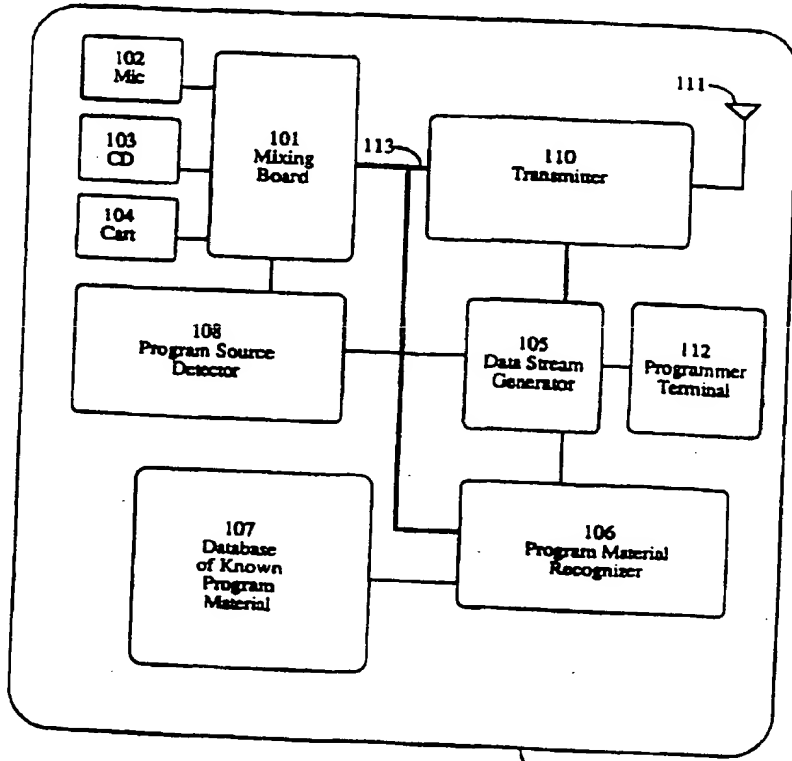 102
Mic
103
CD
104
Cart
101
Mixing
Board
113
110
Transmitter
111
108
Program Source
Detector
105
Data Stream
Generator
112
Programmer
Terminal
107
Database
of Known
Program
Material
106
Program Material
Recognizer